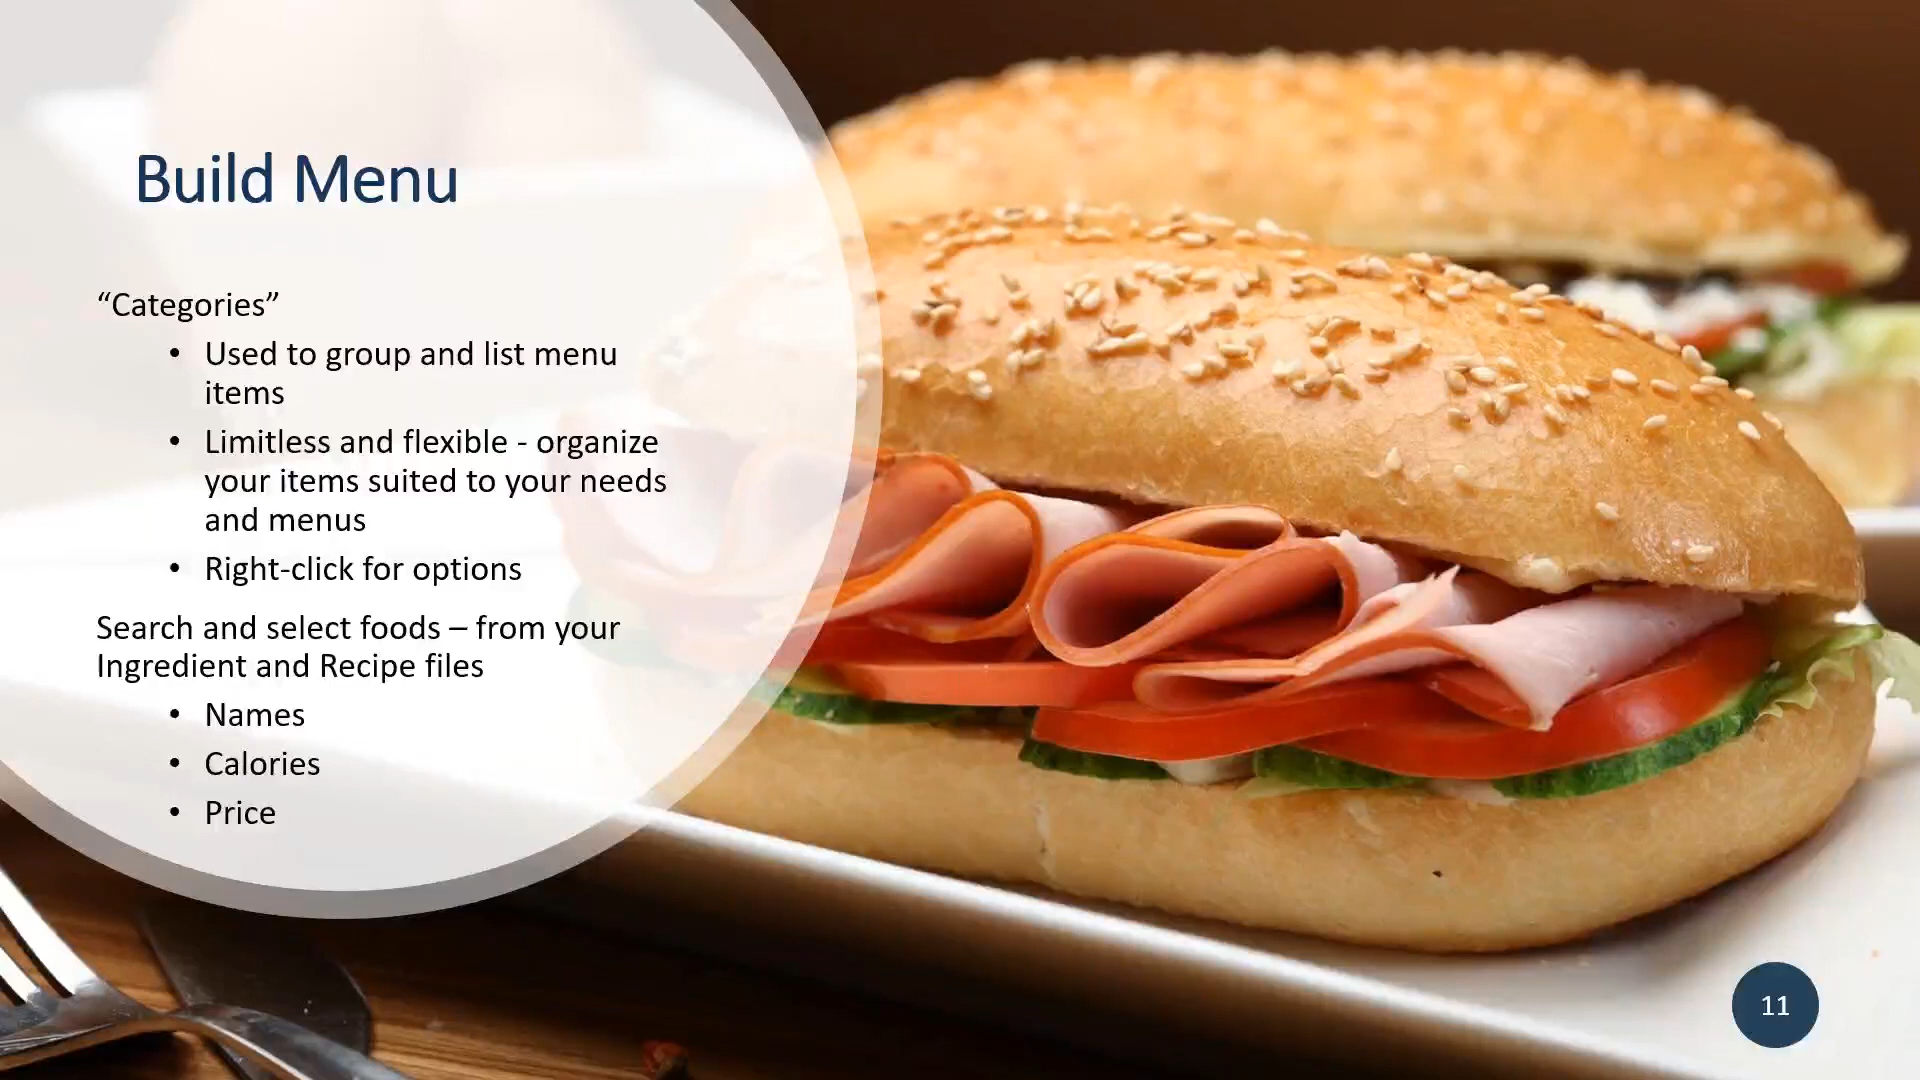 Build Menu
“Categories”
• Used to group and list menu
items
• Limitless and flexible - organize
your items suited to your needs
and menus
• Right-click for options
Search and select foods – from your
Ingredient and Recipe files
• Names
• Calories
• Price
11